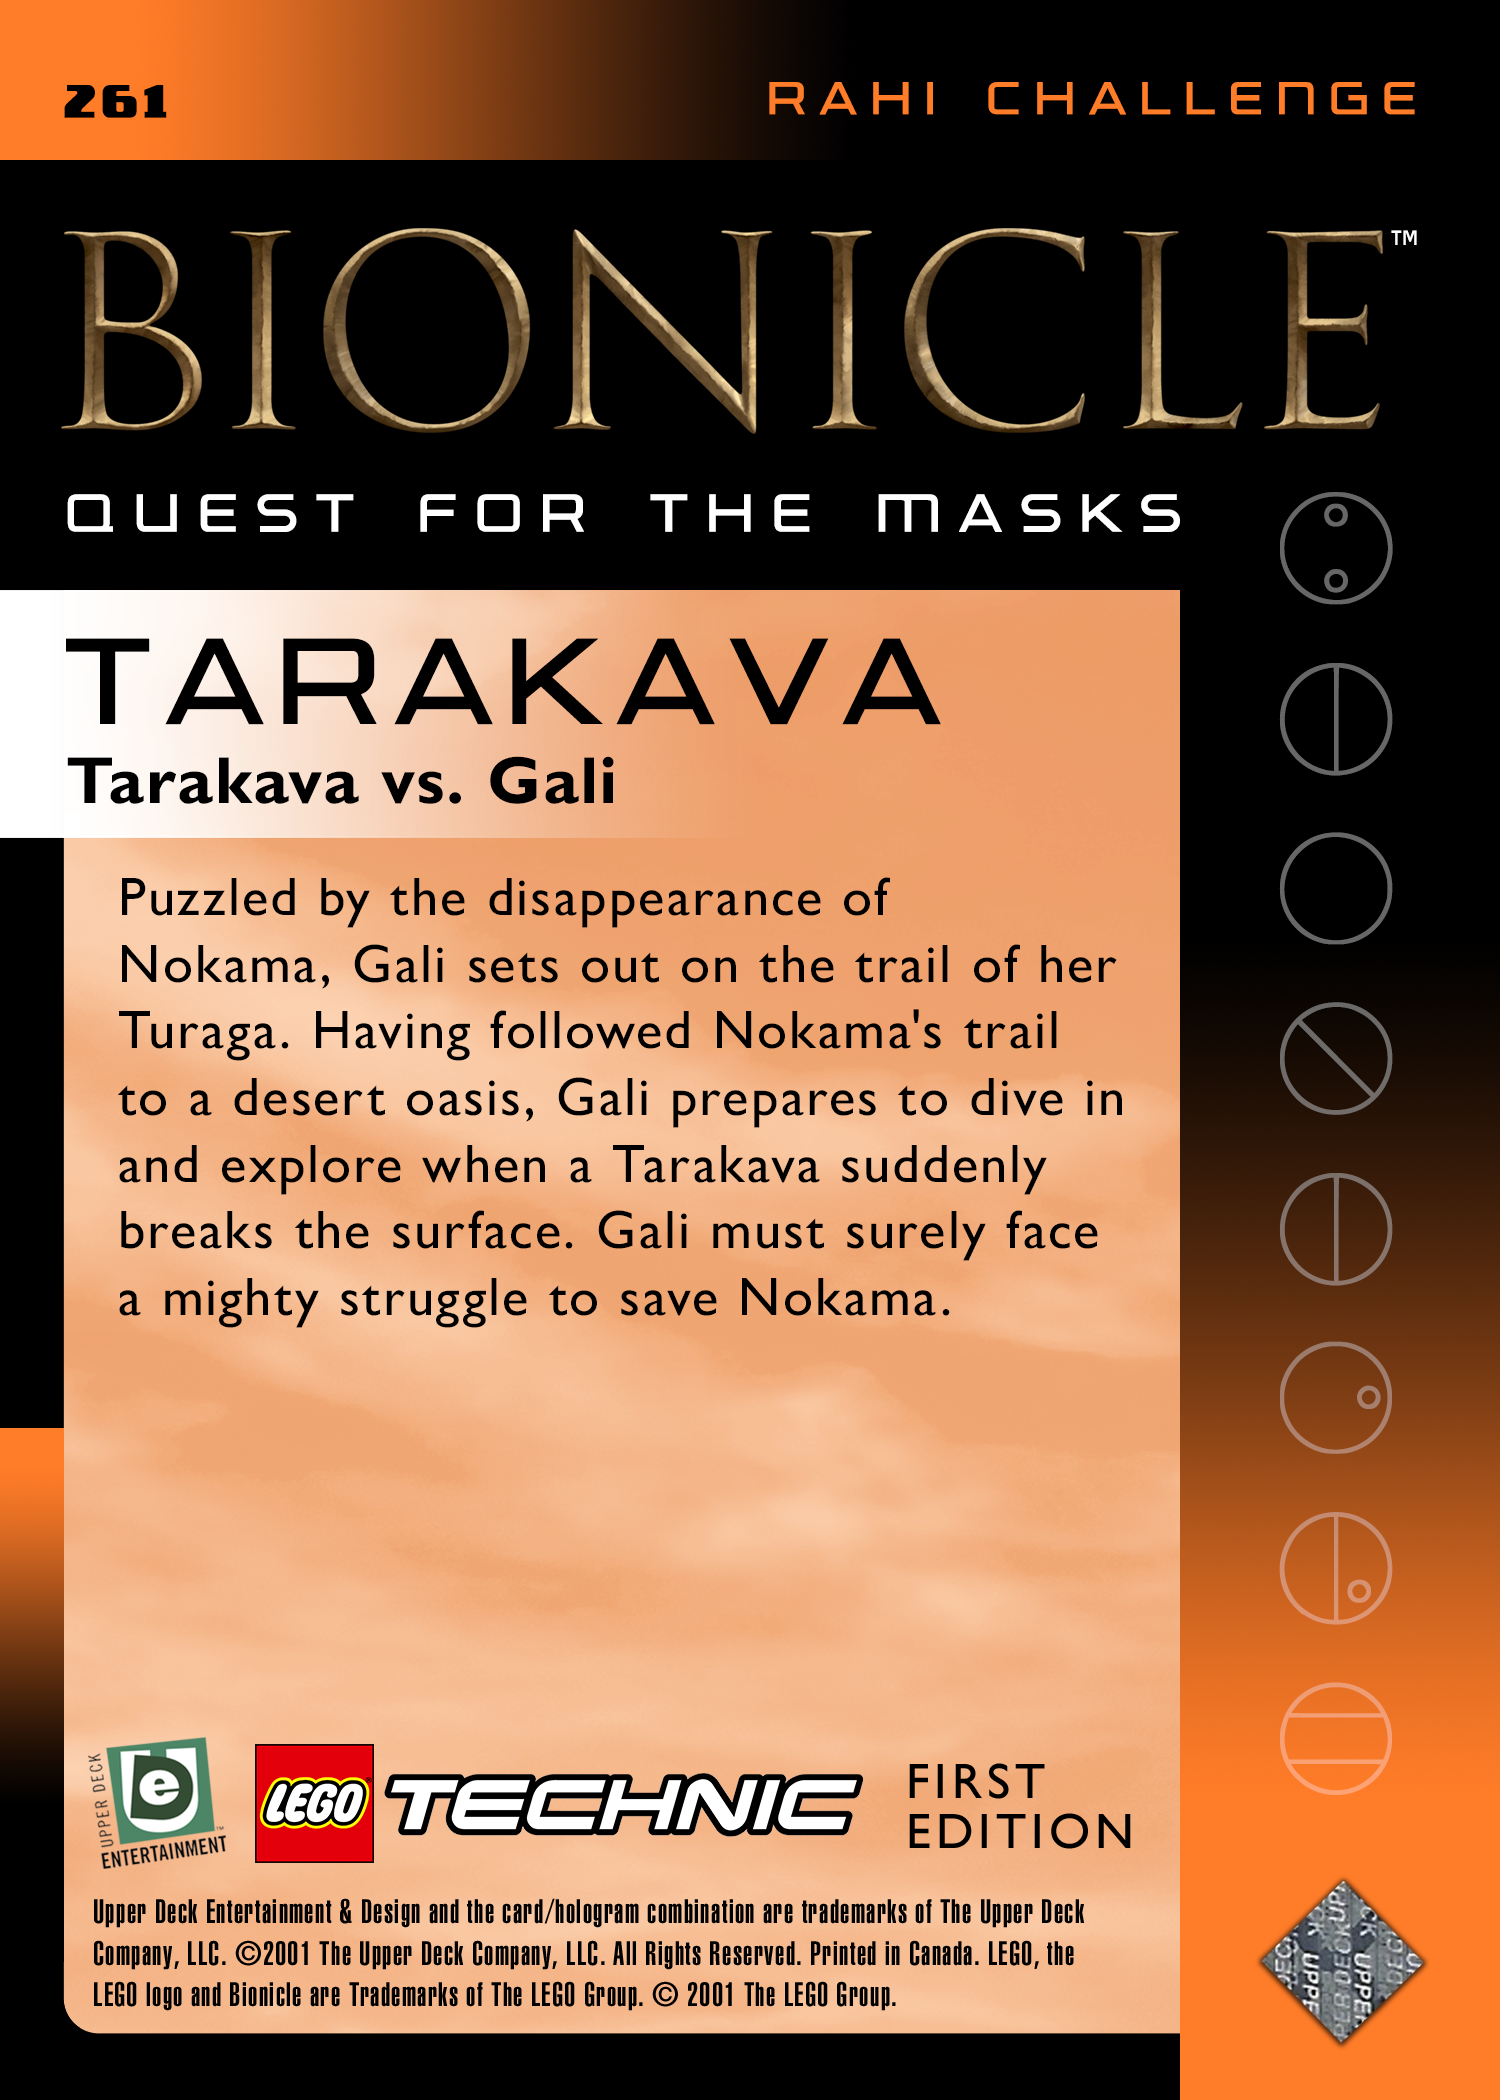 261
RAHI CHALLENGE
BIONICLE™
QUEST FOR THE MASKS
TARAKAVA
Tarakava vs. Gali
Puzzled by the disappearance of
Nokama, Gali sets out on the trail of her
Turaga. Having followed Nokama's trail
to a desert oasis, Gali prepares to dive in
and explore when a Tarakava suddenly
breaks the surface. Gali must surely face
a mighty struggle to save Nokama.
UPPER DECK
ENTERTAINMENT
LEGO TECHNIC
FIRST
EDITION
Upper Deck Entertainment & Design and the card/hologram combination are trademarks of The Upper Deck
Company, LLC. ©2001 The Upper Deck Company, LLC. All Rights Reserved. Printed in Canada. LEGO, the
LEGO logo and Bionicle are Trademarks of The LEGO Group. © 2001 The LEGO Group.